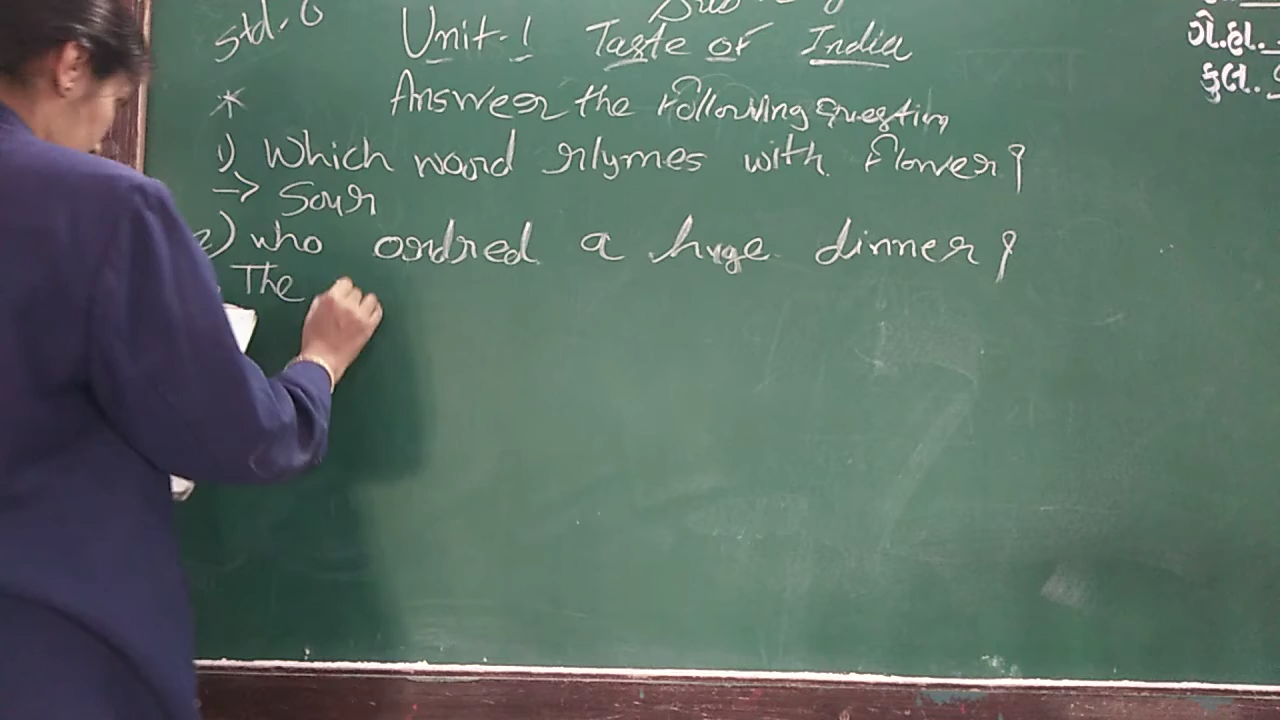 std. 6
Unit-1 Taste of India
* Answer the following question
1) Which word rhymes with flower?
-> Sour
2) who ordred a huge dinner?
The
ગે.હા.
કુલ.